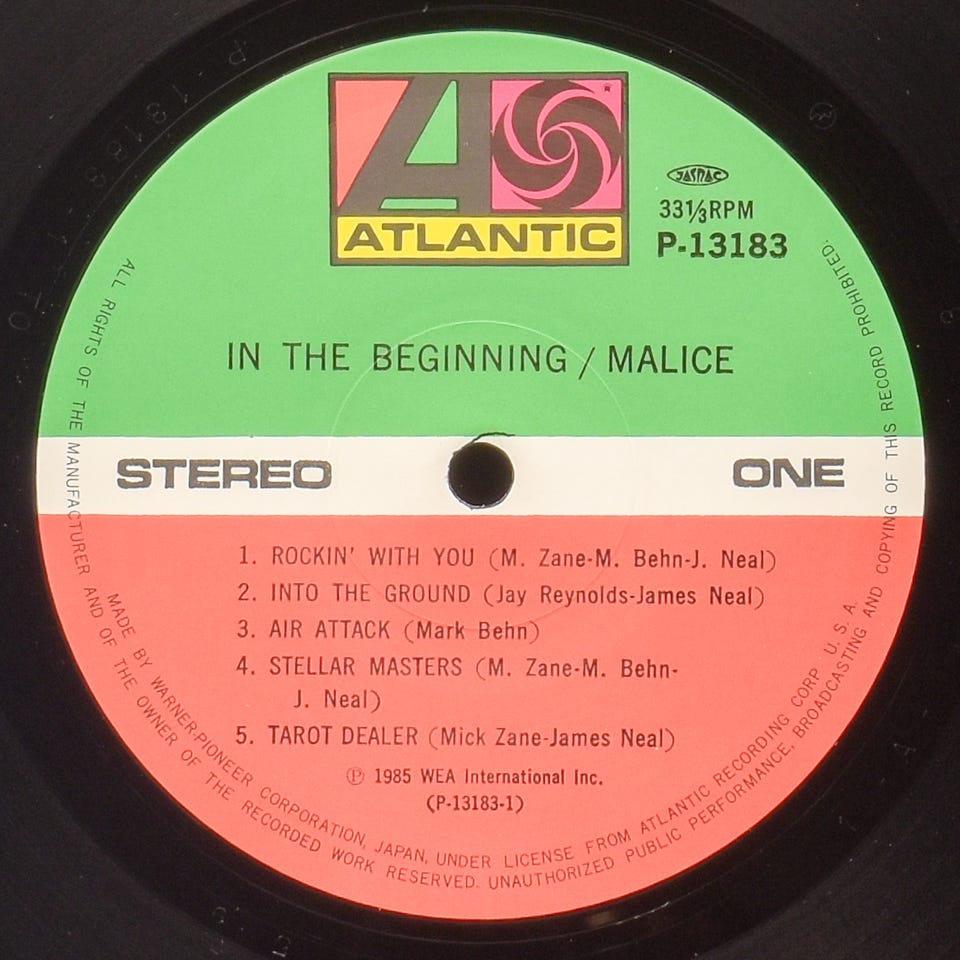 JASRAC
33⅓RPM
P-13183
ATLANTIC
IN THE BEGINNING / MALICE
STEREO
ONE
1. ROCKIN' WITH YOU (M. Zane-M. Behn-J. Neal)
2. INTO THE GROUND (Jay Reynolds-James Neal)
3. AIR ATTACK (Mark Behn)
4. STELLAR MASTERS (M. Zane-M. Behn-
J. Neal)
5. TAROT DEALER (Mick Zane-James Neal)
Ⓟ 1985 WEA International Inc.
(P-13183-1)
MADE BY WARNER-PIONEER CORPORATION, JAPAN, UNDER LICENSE FROM ATLANTIC RECORDING CORP. U. S. A.
ALL RIGHTS OF THE MANUFACTURER AND OF THE OWNER OF THE RECORDED WORK RESERVED. UNAUTHORIZED PUBLIC PERFORMANCE, BROADCASTING AND COPYING OF THIS RECORD PROHIBITED.